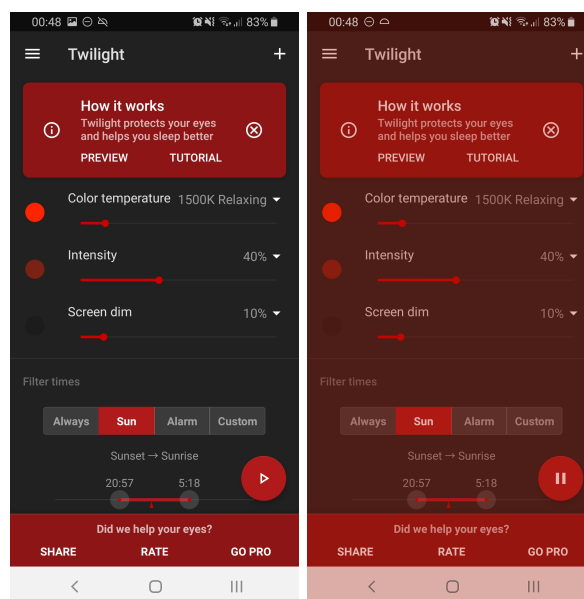 00:48 83%
Twilight
How it works
Twilight protects your eyes
and helps you sleep better
PREVIEW TUTORIAL
Color temperature 1500K Relaxing
Intensity 40%
Screen dim 10%
Filter times
Always Sun Alarm Custom
Sunset → Sunrise
20:57 5:18
Did we help your eyes?
SHARE RATE GO PRO
00:48 83%
Twilight
How it works
Twilight protects your eyes
and helps you sleep better
PREVIEW TUTORIAL
Color temperature 1500K Relaxing
Intensity 40%
Screen dim 10%
Filter times
Always Sun Alarm Custom
Sunset → Sunrise
20:57 5:18
Did we help your eyes?
SHARE RATE GO PRO